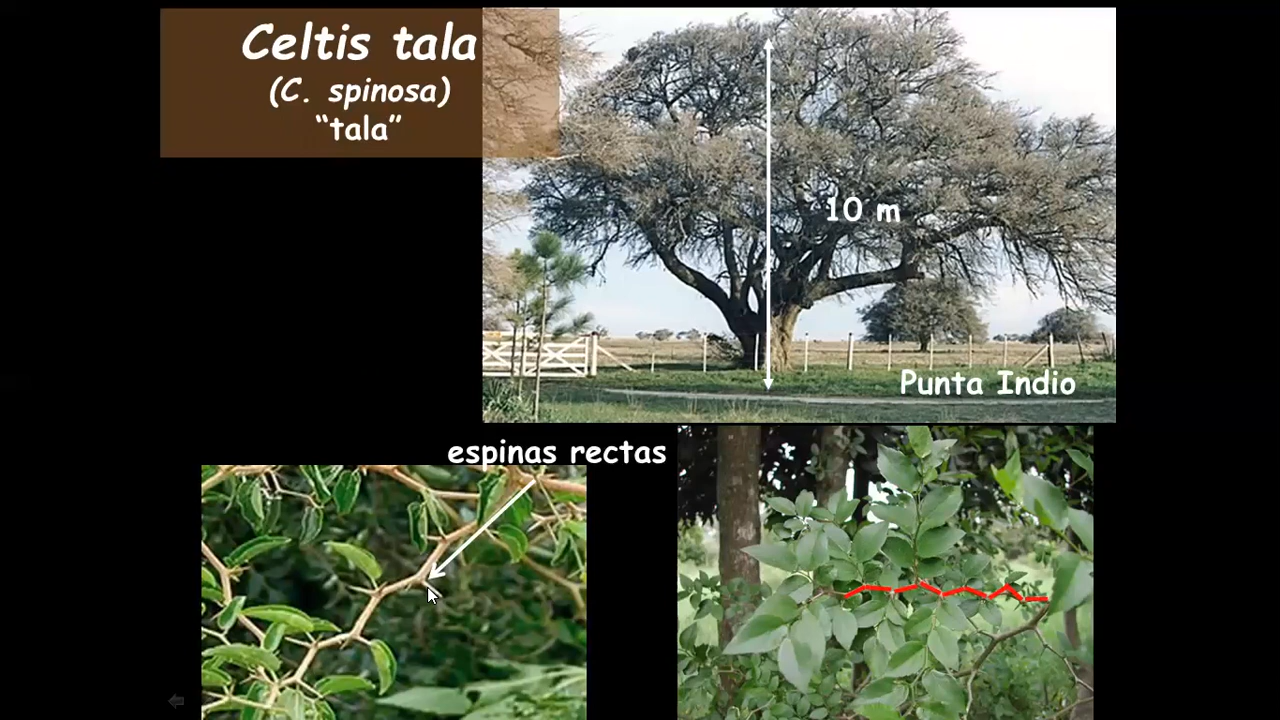 Celtis tala
(C. spinosa)
“tala”
10 m
Punta Indio
espinas rectas